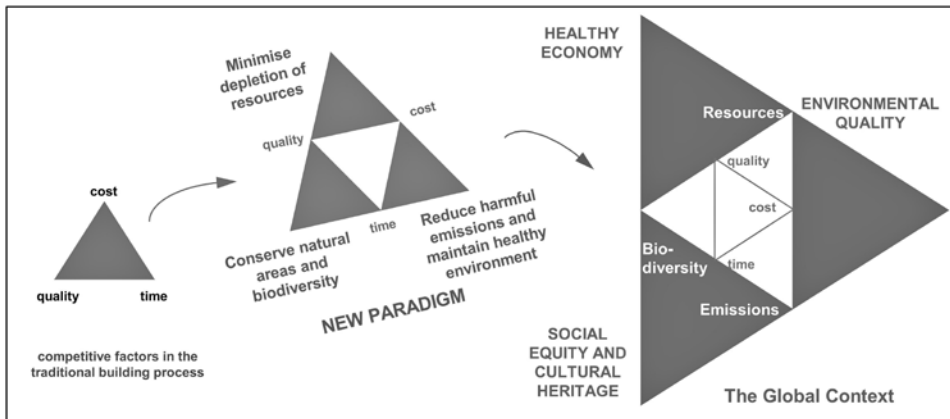 cost
quality
time
competitive factors in the
traditional building process
Minimise
depletion of
resources
quality
cost
time
Conserve natural
areas and
biodiversity
Reduce harmful
emissions and
maintain healthy
environment
NEW PARADIGM
HEALTHY
ECONOMY
Resources
ENVIRONMENTAL
QUALITY
quality
cost
Bio-
diversity
time
Emissions
SOCIAL
EQUITY AND
CULTURAL
HERITAGE
The Global Context